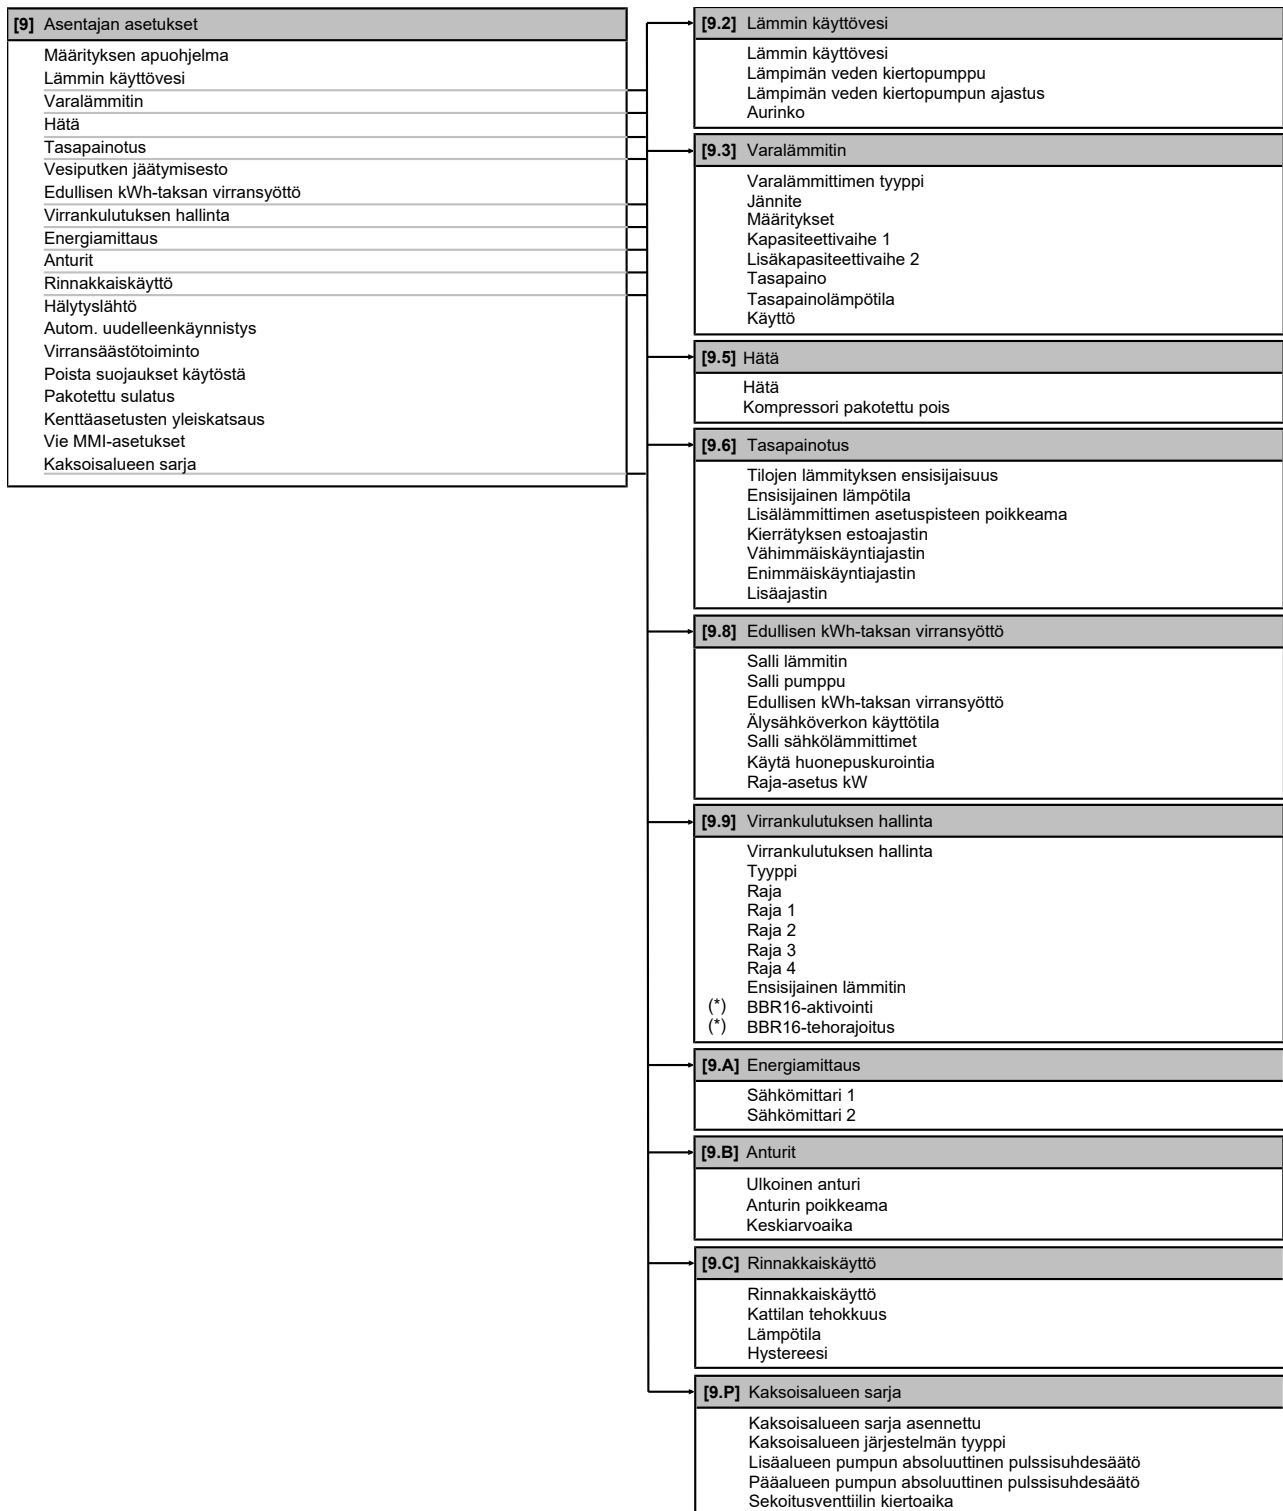 [9] Asentajan asetukset
Määrityksen apuohjelma
Lämmin käyttövesi
Varalämmitin
Hätä
Tasapainotus
Vesiputken jäätymisesto
Edullisen kWh-taksan virransyöttö
Virrankulutuksen hallinta
Energiamittaus
Anturit
Rinnakkaiskäyttö
Hälytyslähtö
Autom. uudelleenkäynnistys
Virransäästötoiminto
Poista suojaukset käytöstä
Pakotettu sulatus
Kenttäasetusten yleiskatsaus
Vie MMI-asetukset
Kaksoisalueen sarja
[9.2] Lämmin käyttövesi
Lämmin käyttövesi
Lämpimän veden kiertopumppu
Lämpimän veden kiertopumpun ajastus
Aurinko
[9.3] Varalämmitin
Varalämmittimen tyyppi
Jännite
Määritykset
Kapasiteettivaihe 1
Lisäkapasiteettivaihe 2
Tasapaino
Tasapainolämpötila
Käyttö
[9.5] Hätä
Hätä
Kompressori pakotettu pois
[9.6] Tasapainotus
Tilojen lämmityksen ensisijaisuus
Ensisijainen lämpötila
Lisälämmittimen asetuspisteen poikkeama
Kierrätyksen estoajastin
Vähimmäiskäyntiajastin
Enimmäiskäyntiajastin
Lisäajastin
[9.8] Edullisen kWh-taksan virransyöttö
Salli lämmitin
Salli pumppu
Edullisen kWh-taksan virransyöttö
Älysähköverkon käyttötila
Salli sähkölämmittimet
Käytä huonepuskurointia
Raja-asetus kW
[9.9] Virrankulutuksen hallinta
Virrankulutuksen hallinta
Tyyppi
Raja
Raja 1
Raja 2
Raja 3
Raja 4
Ensisijainen lämmitin
(*) BBR16-aktivointi
(*) BBR16-tehorajoitus
[9.A] Energiamittaus
Sähkömittari 1
Sähkömittari 2
[9.B] Anturit
Ulkoinen anturi
Anturin poikkeama
Keskiarvoaika
[9.C] Rinnakkaiskäyttö
Rinnakkaiskäyttö
Kattilan tehokkuus
Lämpötila
Hystereesi
[9.P] Kaksoisalueen sarja
Kaksoisalueen sarja asennettu
Kaksoisalueen järjestelmän tyyppi
Lisäalueen pumpun absoluuttinen pulssisuhdesäätö
Pääalueen pumpun absoluuttinen pulssisuhdesäätö
Sekoitusventtiilin kiertoaika